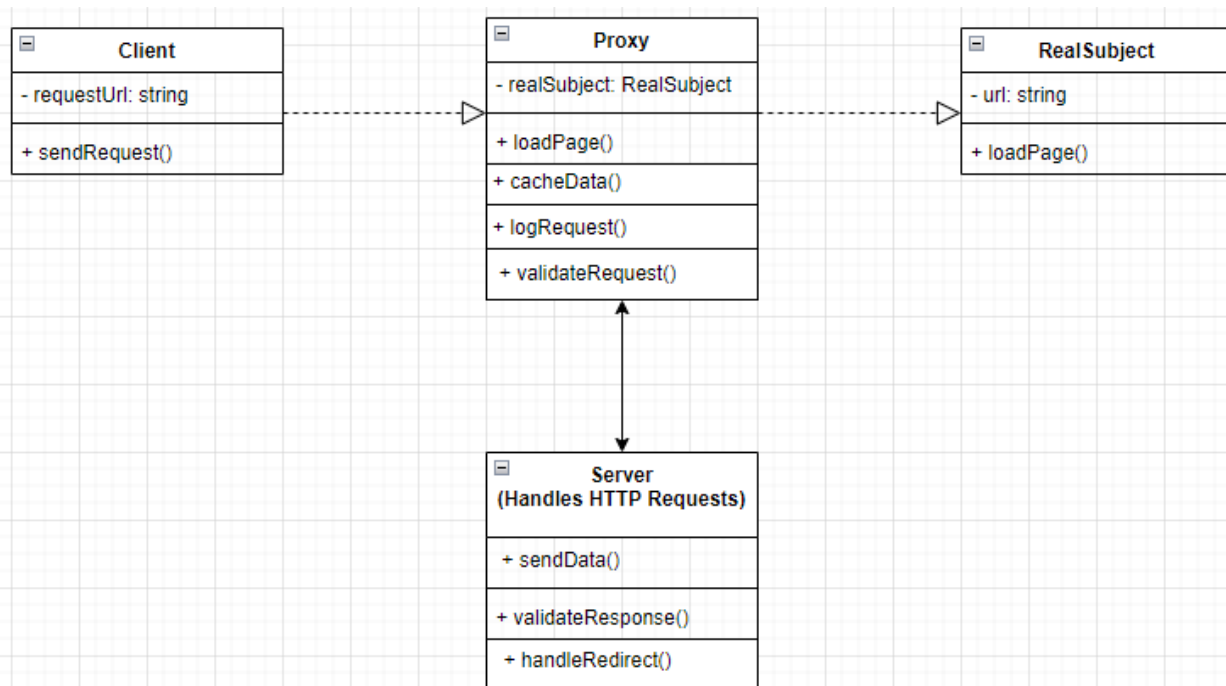 Client
- requestUrl: string
+ sendRequest()
Proxy
- realSubject: RealSubject
+ loadPage()
+ cacheData()
+ logRequest()
+ validateRequest()
RealSubject
- url: string
+ loadPage()
Server
(Handles HTTP Requests)
+ sendData()
+ validateResponse()
+ handleRedirect()